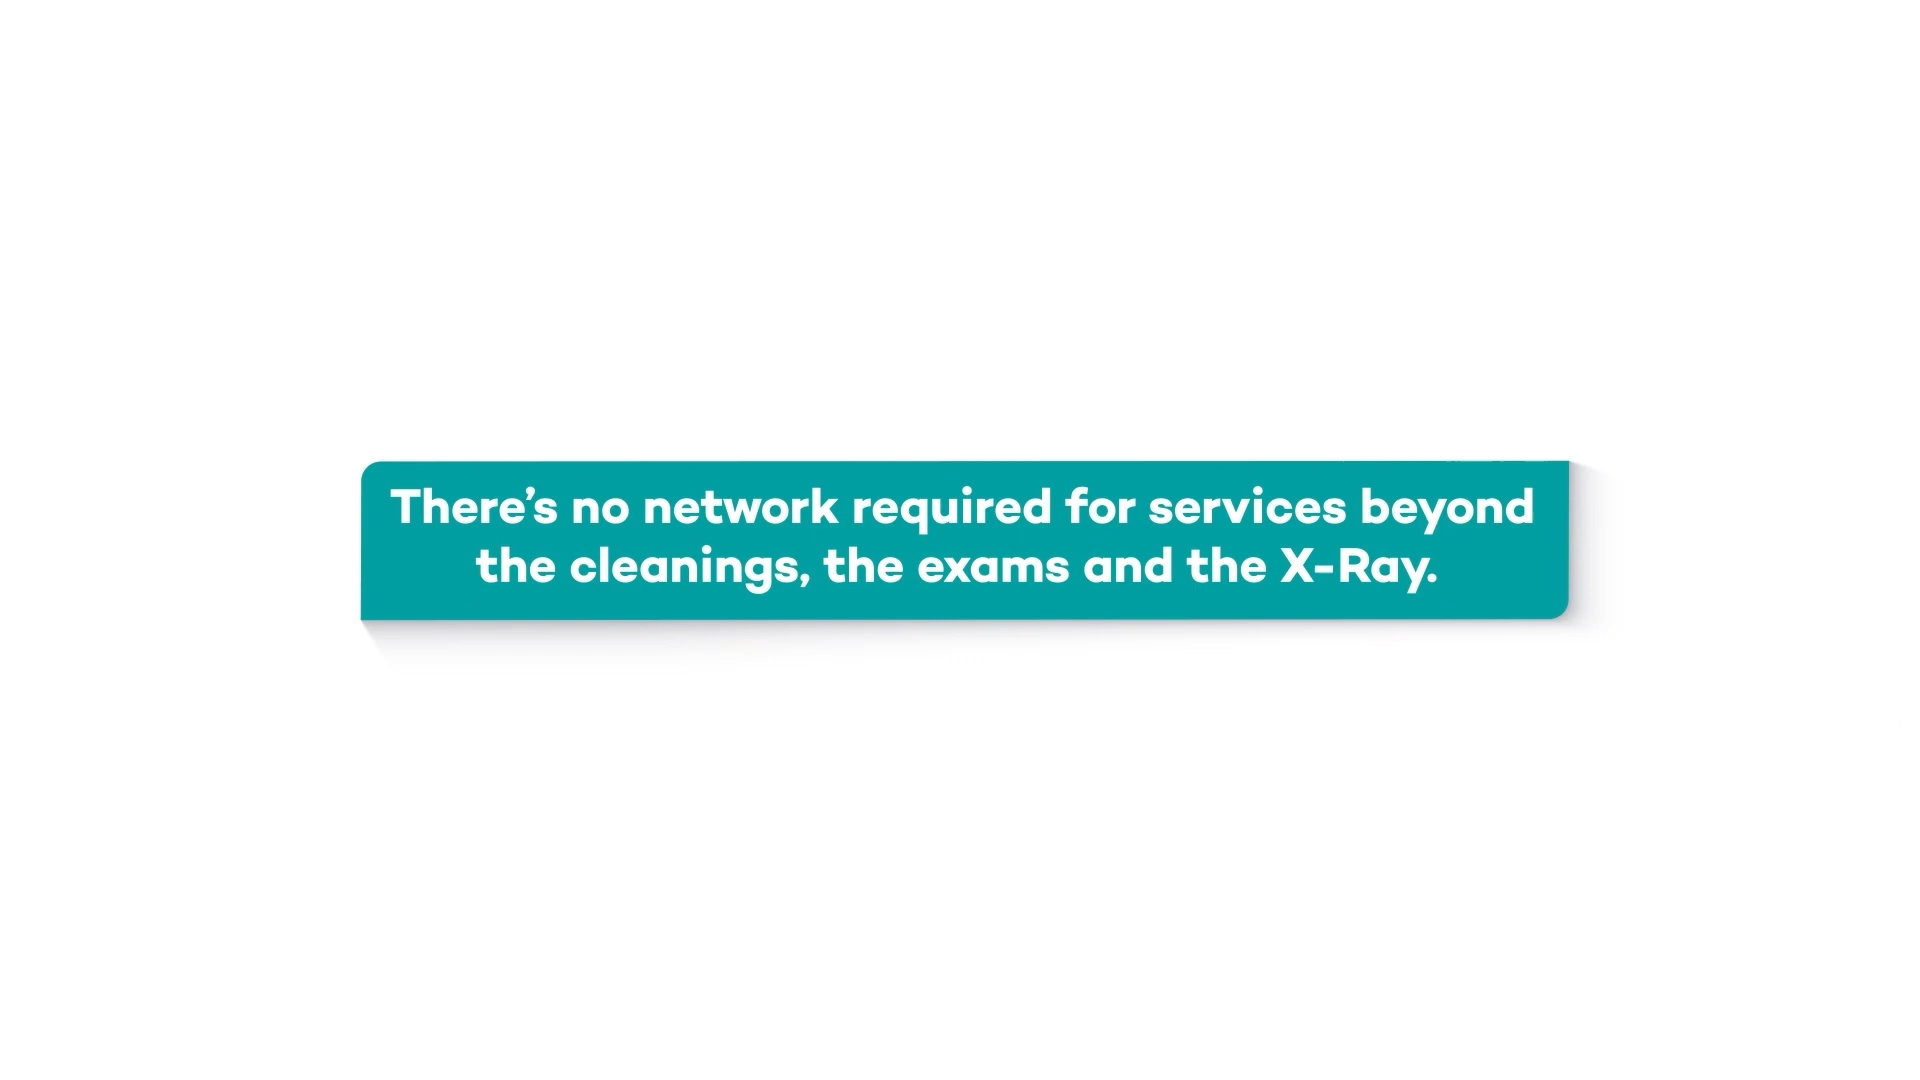 There’s no network required for services beyond
the cleanings, the exams and the X-Ray.